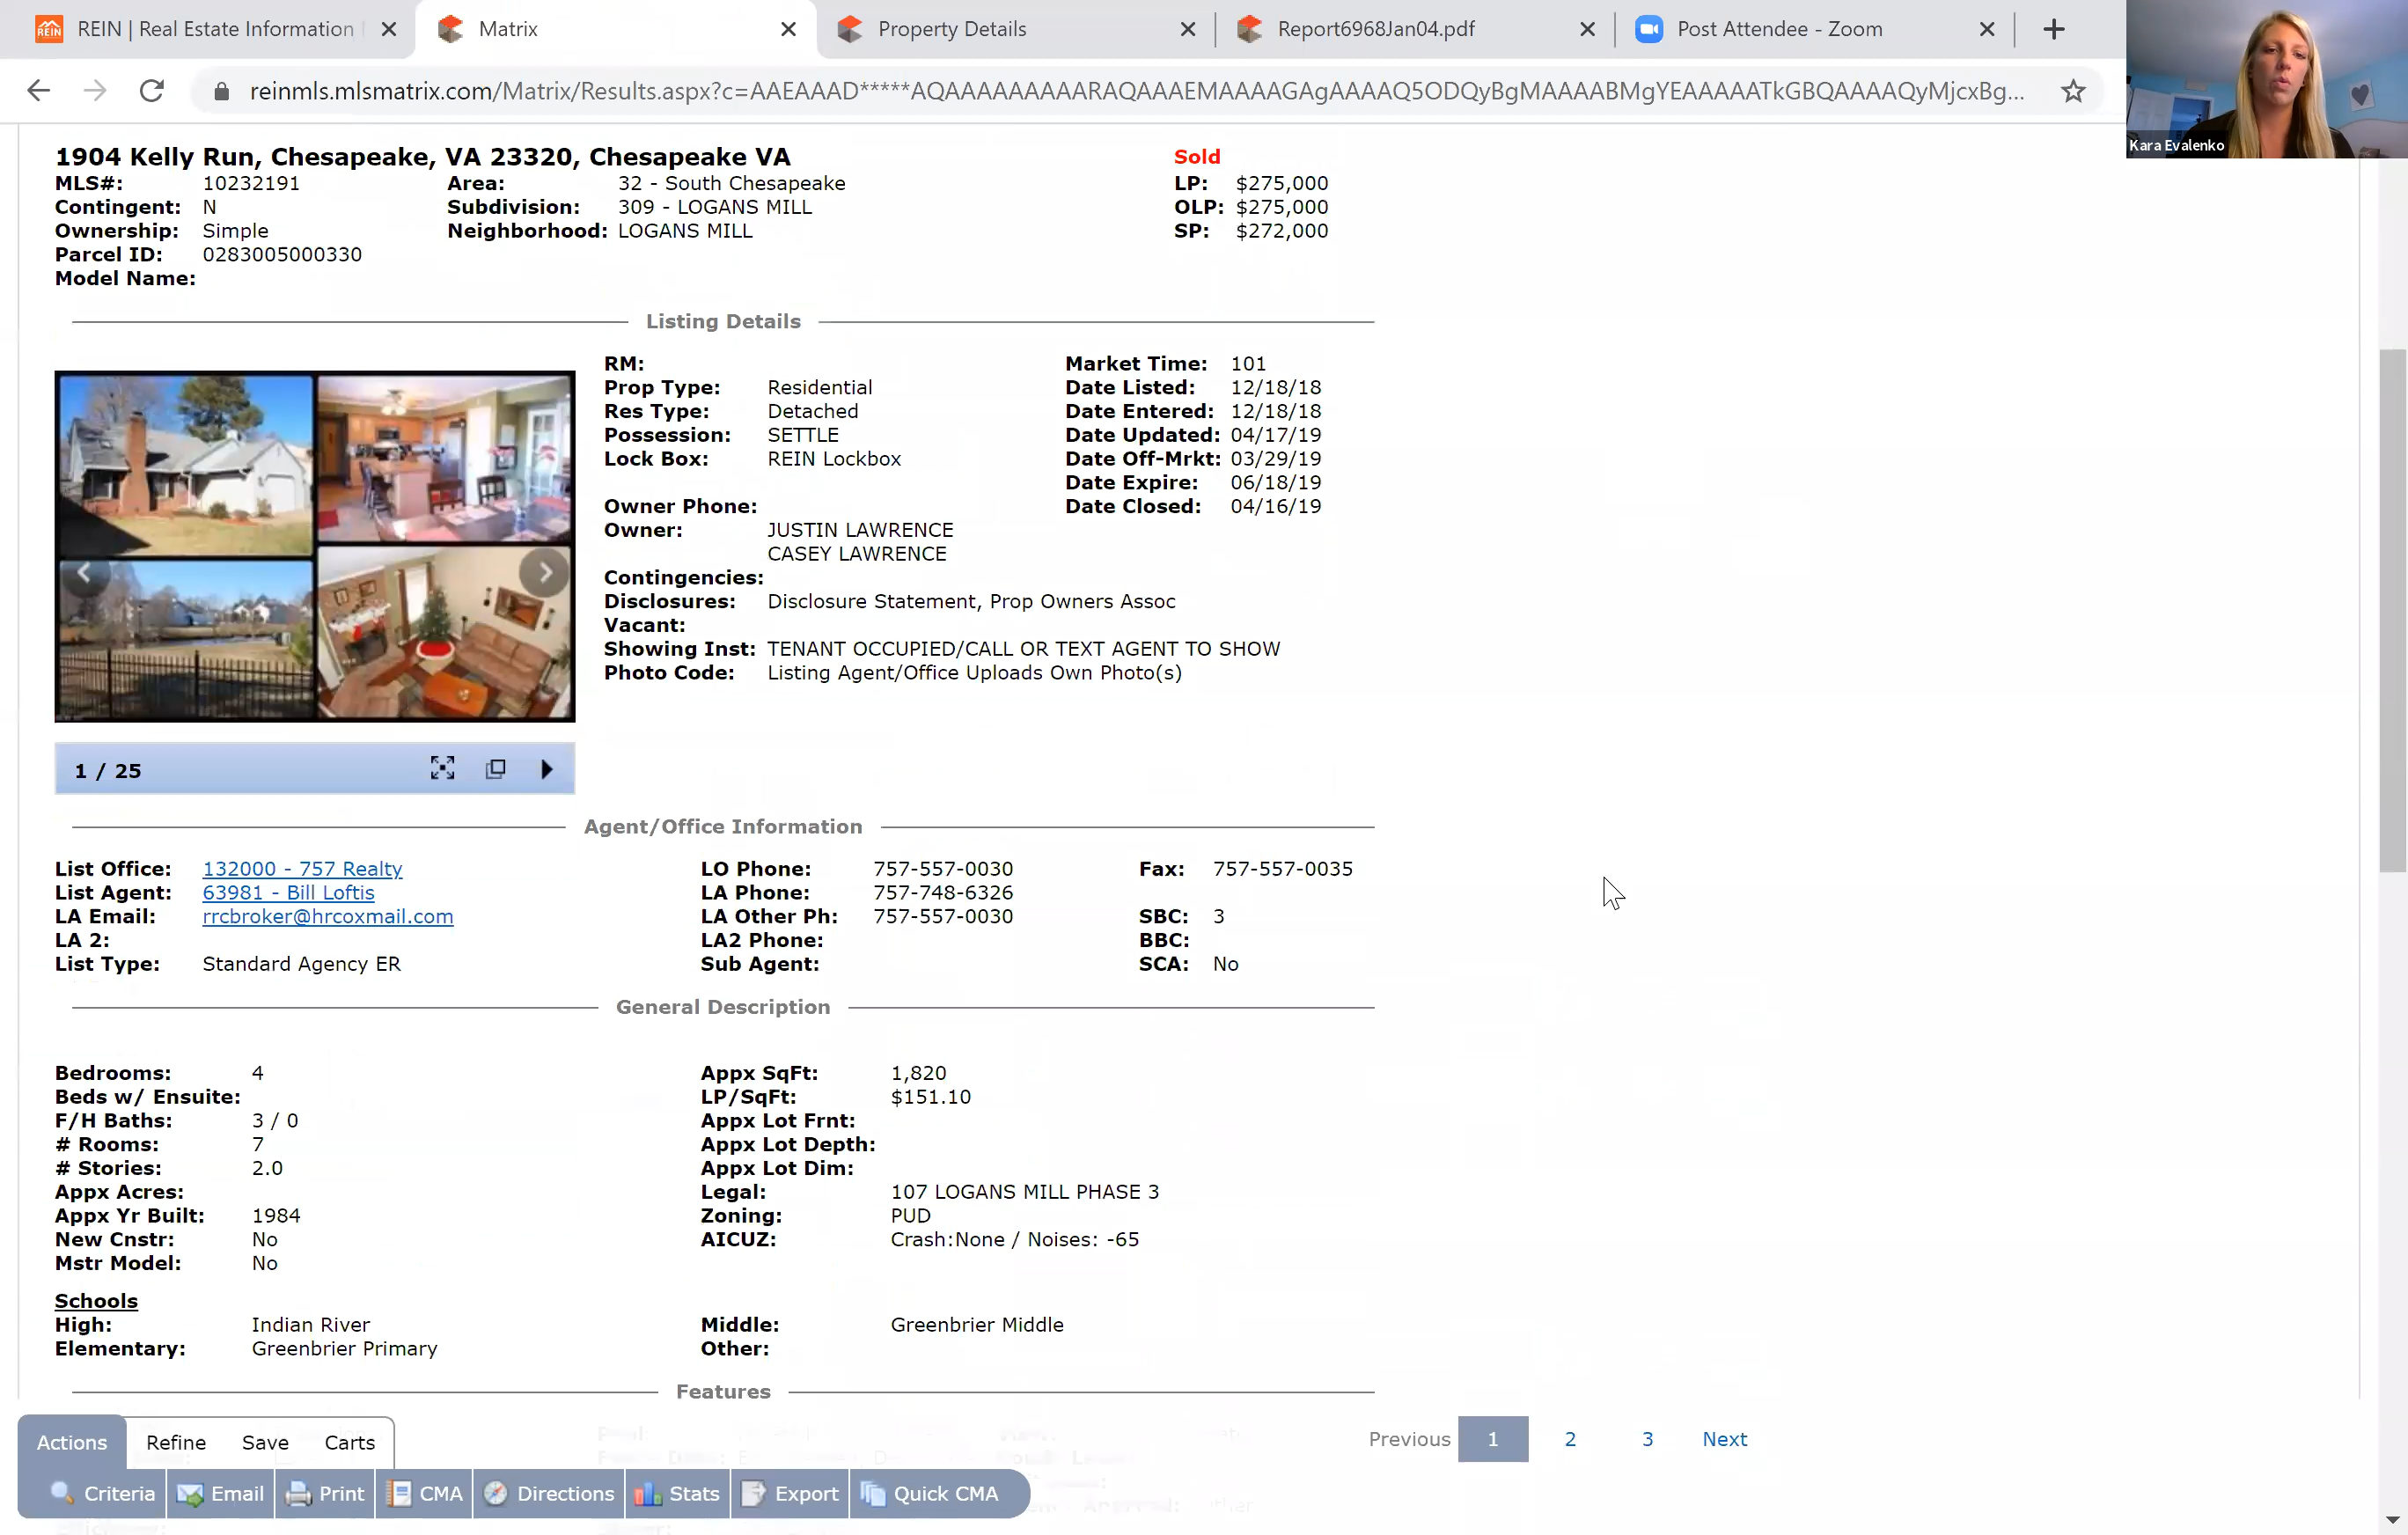 REIN | Real Estate Information
Matrix
Property Details
Report6968Jan04.pdf
Post Attendee - Zoom
reinmls.mlsmatrix.com/Matrix/Results.aspx?c=AAEAAAD*****AQAAAAAAAAARAQAAAEMAAAAGAgAAAAQ5ODQyBgMAAAABMgYEAAAAATkGBQAAAAQyMjcxBg...
Kara Evalenko
1904 Kelly Run, Chesapeake, VA 23320, Chesapeake VA Sold
MLS#: 10232191 Area: 32 - South Chesapeake LP: $275,000
Contingent: N Subdivision: 309 - LOGANS MILL OLP: $275,000
Ownership: Simple Neighborhood: LOGANS MILL SP: $272,000
Parcel ID: 0283005000330
Model Name:
Listing Details
RM: Market Time: 101
Prop Type: Residential Date Listed: 12/18/18
Res Type: Detached Date Entered: 12/18/18
Possession: SETTLE Date Updated: 04/17/19
Lock Box: REIN Lockbox Date Off-Mrkt: 03/29/19
Date Expire: 06/18/19
Owner Phone: Date Closed: 04/16/19
Owner: JUSTIN LAWRENCE
CASEY LAWRENCE
Contingencies:
Disclosures: Disclosure Statement, Prop Owners Assoc
Vacant:
Showing Inst: TENANT OCCUPIED/CALL OR TEXT AGENT TO SHOW
Photo Code: Listing Agent/Office Uploads Own Photo(s)
1 / 25
Agent/Office Information
List Office: 132000 - 757 Realty LO Phone: 757-557-0030 Fax: 757-557-0035
List Agent: 63981 - Bill Loftis LA Phone: 757-748-6326
LA Email: rrcbroker@hrcoxmail.com LA Other Ph: 757-557-0030 SBC: 3
LA 2: LA2 Phone: BBC:
List Type: Standard Agency ER Sub Agent: SCA: No
General Description
Bedrooms: 4 Appx SqFt: 1,820
Beds w/ Ensuite: LP/SqFt: $151.10
F/H Baths: 3 / 0 Appx Lot Frnt:
# Rooms: 7 Appx Lot Depth:
# Stories: 2.0 Appx Lot Dim:
Appx Acres: Legal: 107 LOGANS MILL PHASE 3
Appx Yr Built: 1984 Zoning: PUD
New Cnstr: No AICUZ: Crash:None / Noises: -65
Mstr Model: No
Schools
High: Indian River Middle: Greenbrier Middle
Elementary: Greenbrier Primary Other:
Features
Actions Refine Save Carts Previous 1 2 3 Next
Criteria Email Print CMA Directions Stats Export Quick CMA